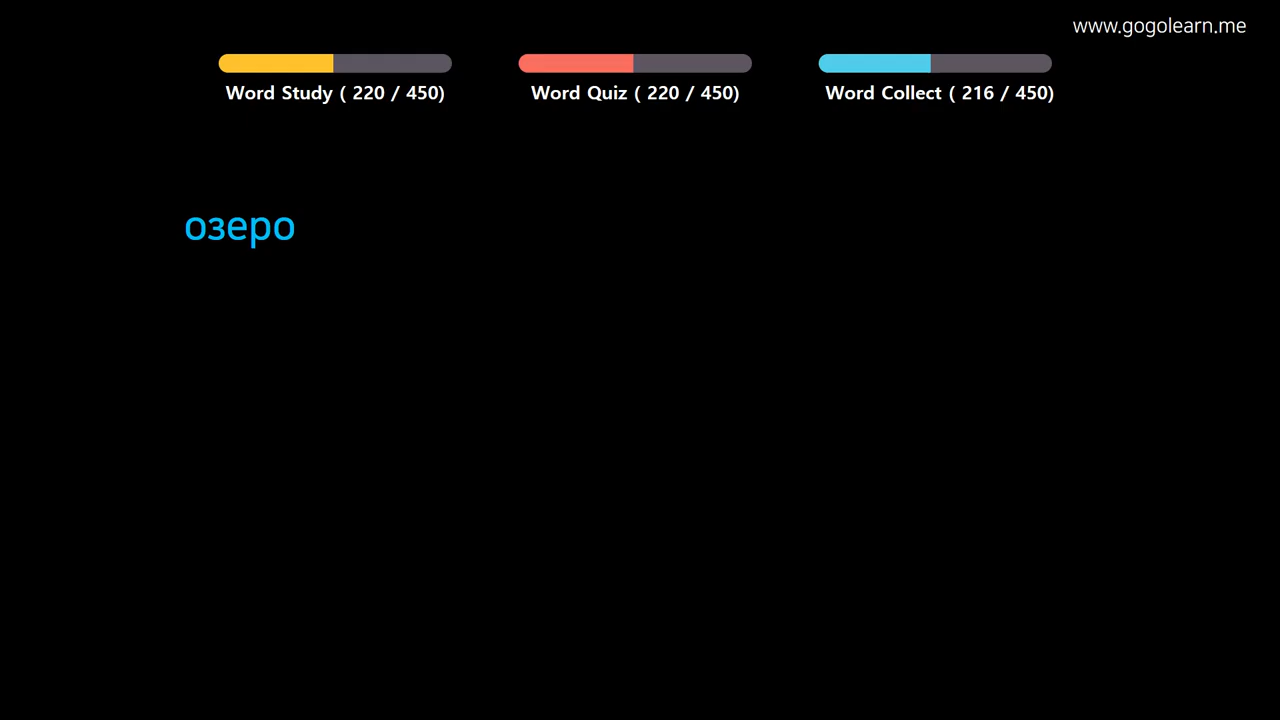 www.gogolearn.me
Word Study ( 220 / 450)
Word Quiz ( 220 / 450)
Word Collect ( 216 / 450)
озеро